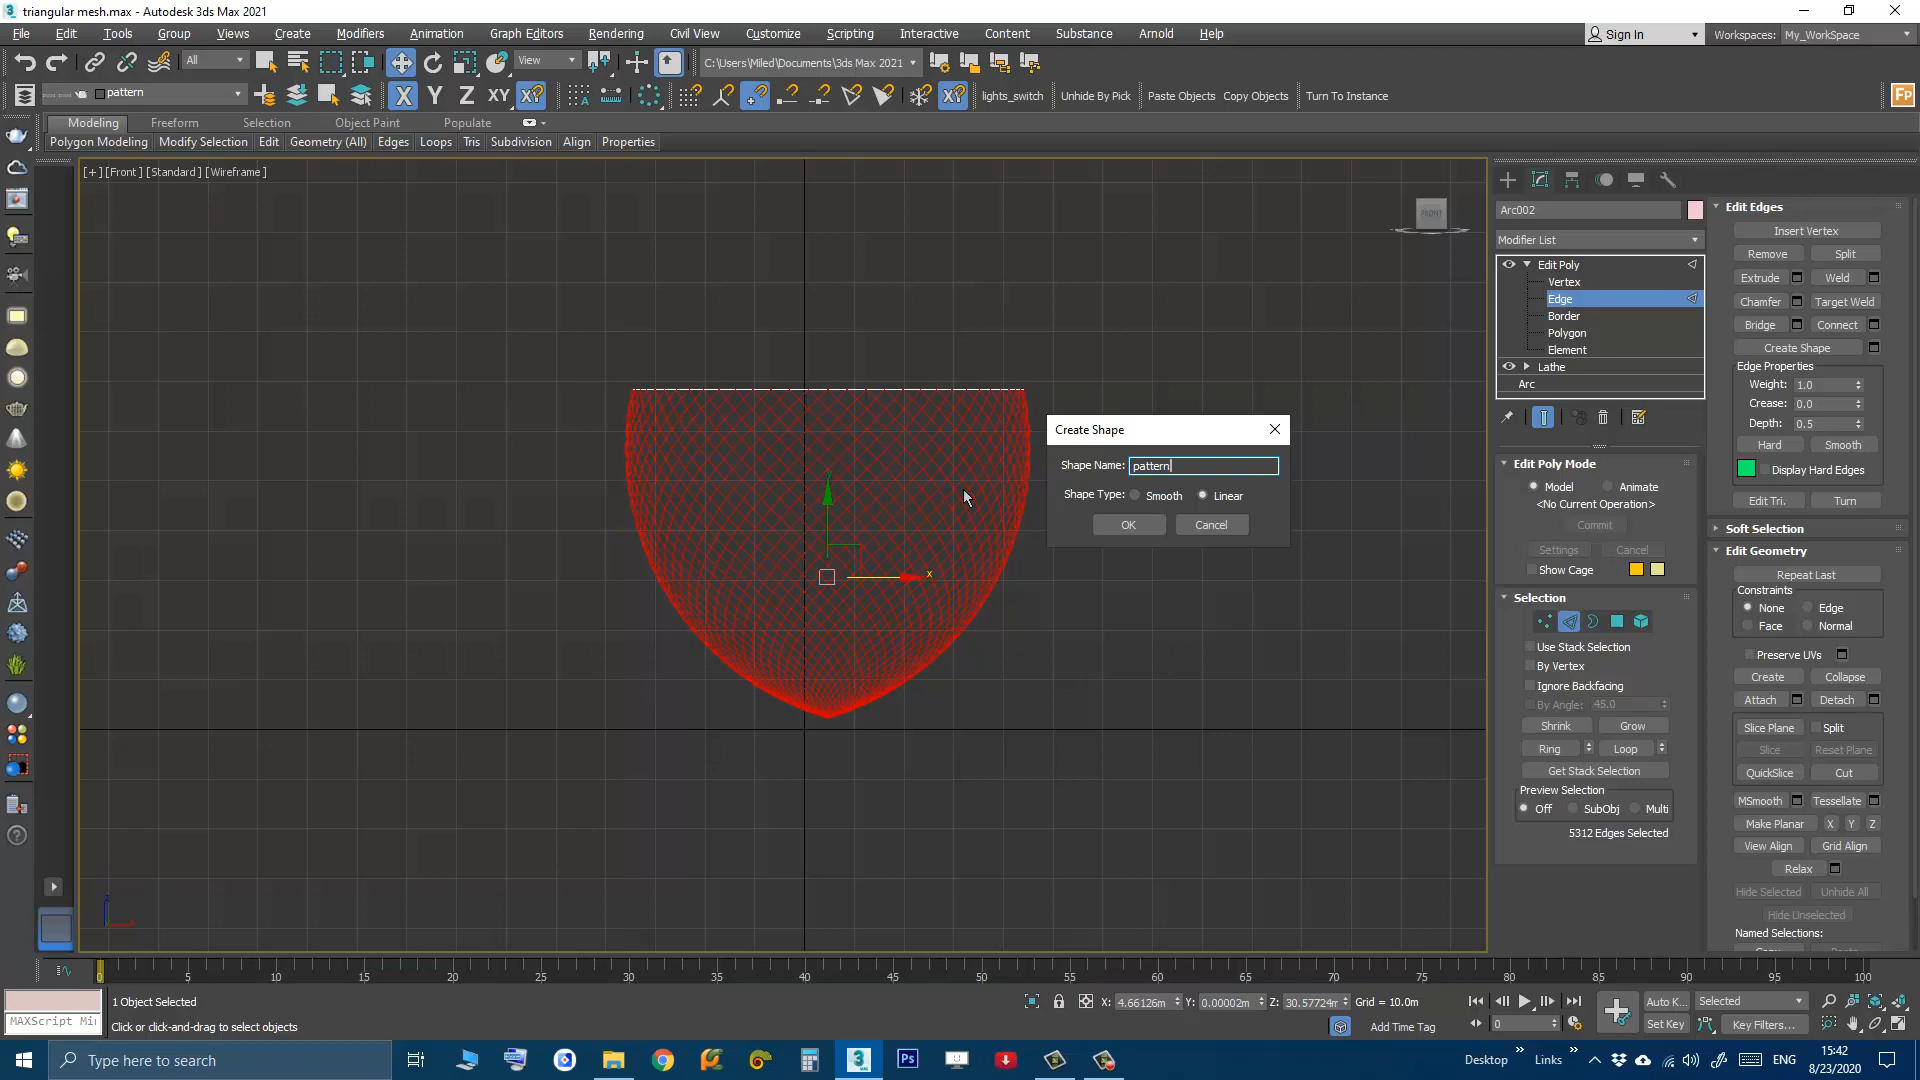 triangular mesh.max - Autodesk 3ds Max 2021
File Edit Tools Group Views Create Modifiers Animation Graph Editors Rendering Civil View Customize Scripting Interactive Content Substance Arnold Help
Sign In Workspaces: My_WorkSpace
All View C:\Users\Miled\Documents\3ds Max 2021
pattern X Y Z XY XY lights_switch Unhide By Pick Paste Objects Copy Objects Turn To Instance Fp
Modeling Freeform Selection Object Paint Populate
Polygon Modeling Modify Selection Edit Geometry (All) Edges Loops Tris Subdivision Align Properties
[+] [Front] [Standard] [Wireframe]
FRONT
Arc002
Modifier List
Edit Poly
Vertex
Edge
Border
Polygon
Element
Lathe
Arc
Edit Poly Mode
Model Animate
<No Current Operation>
Commit
Settings Cancel
Show Cage
Selection
Use Stack Selection
By Vertex
Ignore Backfacing
By Angle: 45.0
Shrink Grow
Ring Loop
Get Stack Selection
Preview Selection
Off SubObj Multi
5312 Edges Selected
Edit Edges
Insert Vertex
Remove Split
Extrude Weld
Chamfer Target Weld
Bridge Connect
Create Shape
Edge Properties
Weight: 1.0
Crease: 0.0
Depth: 0.5
Hard Smooth
Display Hard Edges
Edit Tri. Turn
Soft Selection
Edit Geometry
Repeat Last
Constraints
None Edge
Face Normal
Preserve UVs
Create Collapse
Attach Detach
Slice Plane Split
Slice Reset Plane
QuickSlice Cut
MSmooth Tessellate
Make Planar X Y Z
View Align Grid Align
Relax
Hide Selected Unhide All
Hide Unselected
Named Selections:
Create Shape
Shape Name: pattern
Shape Type: Smooth Linear
OK Cancel
x
0 5 10 15 20 25 30 35 40 45 50 55 60 65 70 75 80 85 90 95 100
1 Object Selected
X: 4.66126m Y: 0.00002m Z: 30.57724m Grid = 10.0m
Auto K... Selected
MAXScript Mi
Click or click-and-drag to select objects
Add Time Tag
0
Set Key Key Filters...
Type here to search
Ps
Desktop Links ENG
15:42
8/23/2020